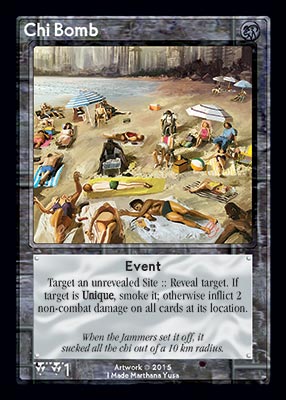 Chi Bomb
Event
Target an unrevealed Site :: Reveal target. If
target is Unique, smoke it; otherwise inflict 2
non-combat damage on all cards at its location.
When the Jammers set it off, it
sucked all the chi out of a 10 km radius.
1
Artwork © 2015
I Made Marthana Yusa